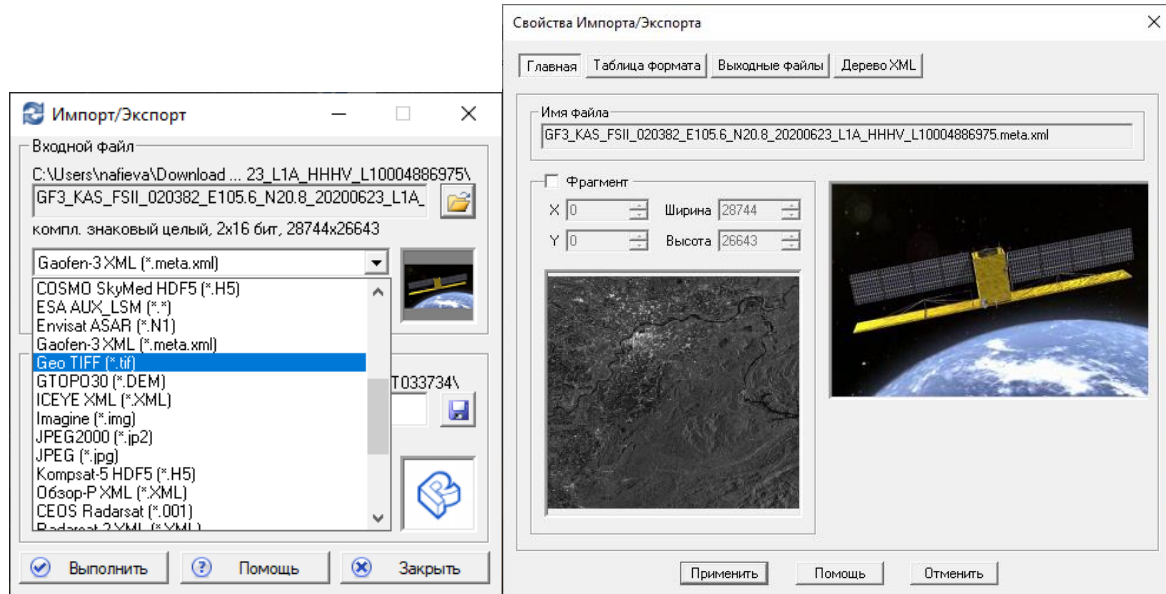 Импорт/Экспорт
Входной файл
C:\Users\nafieva\Download ... 23_L1A_HHHV_L10004886975\
GF3_KAS_FSII_020382_E105.6_N20.8_20200623_L1A_
компл. знаковый целый, 2x16 бит, 28744x26643
Gaofen-3 XML (*.meta.xml)
COSMO SkyMed HDF5 (*.H5)
ESA AUX_LSM (*.*)
Envisat ASAR (*.N1)
Gaofen-3 XML (*.meta.xml)
Geo TIFF (*.tif)
GTOPO30 (*.DEM)
ICEYE XML (*.XML)
Imagine (*.img)
JPEG2000 (*.jp2)
JPEG (*.jpg)
Kompsat-5 HDF5 (*.H5)
Обзор-Р XML (*.XML)
CEOS Radarsat (*.001)
Radarsat 2 XML (*.XML)
T033734\
Выполнить
Помощь
Закрыть
Свойства Импорта/Экспорта
Главная
Таблица формата
Выходные файлы
Дерево XML
Имя файла
GF3_KAS_FSII_020382_E105.6_N20.8_20200623_L1A_HHHV_L10004886975.meta.xml
Фрагмент
X 0 Ширина 28744
Y 0 Высота 26643
Применить
Помощь
Отменить